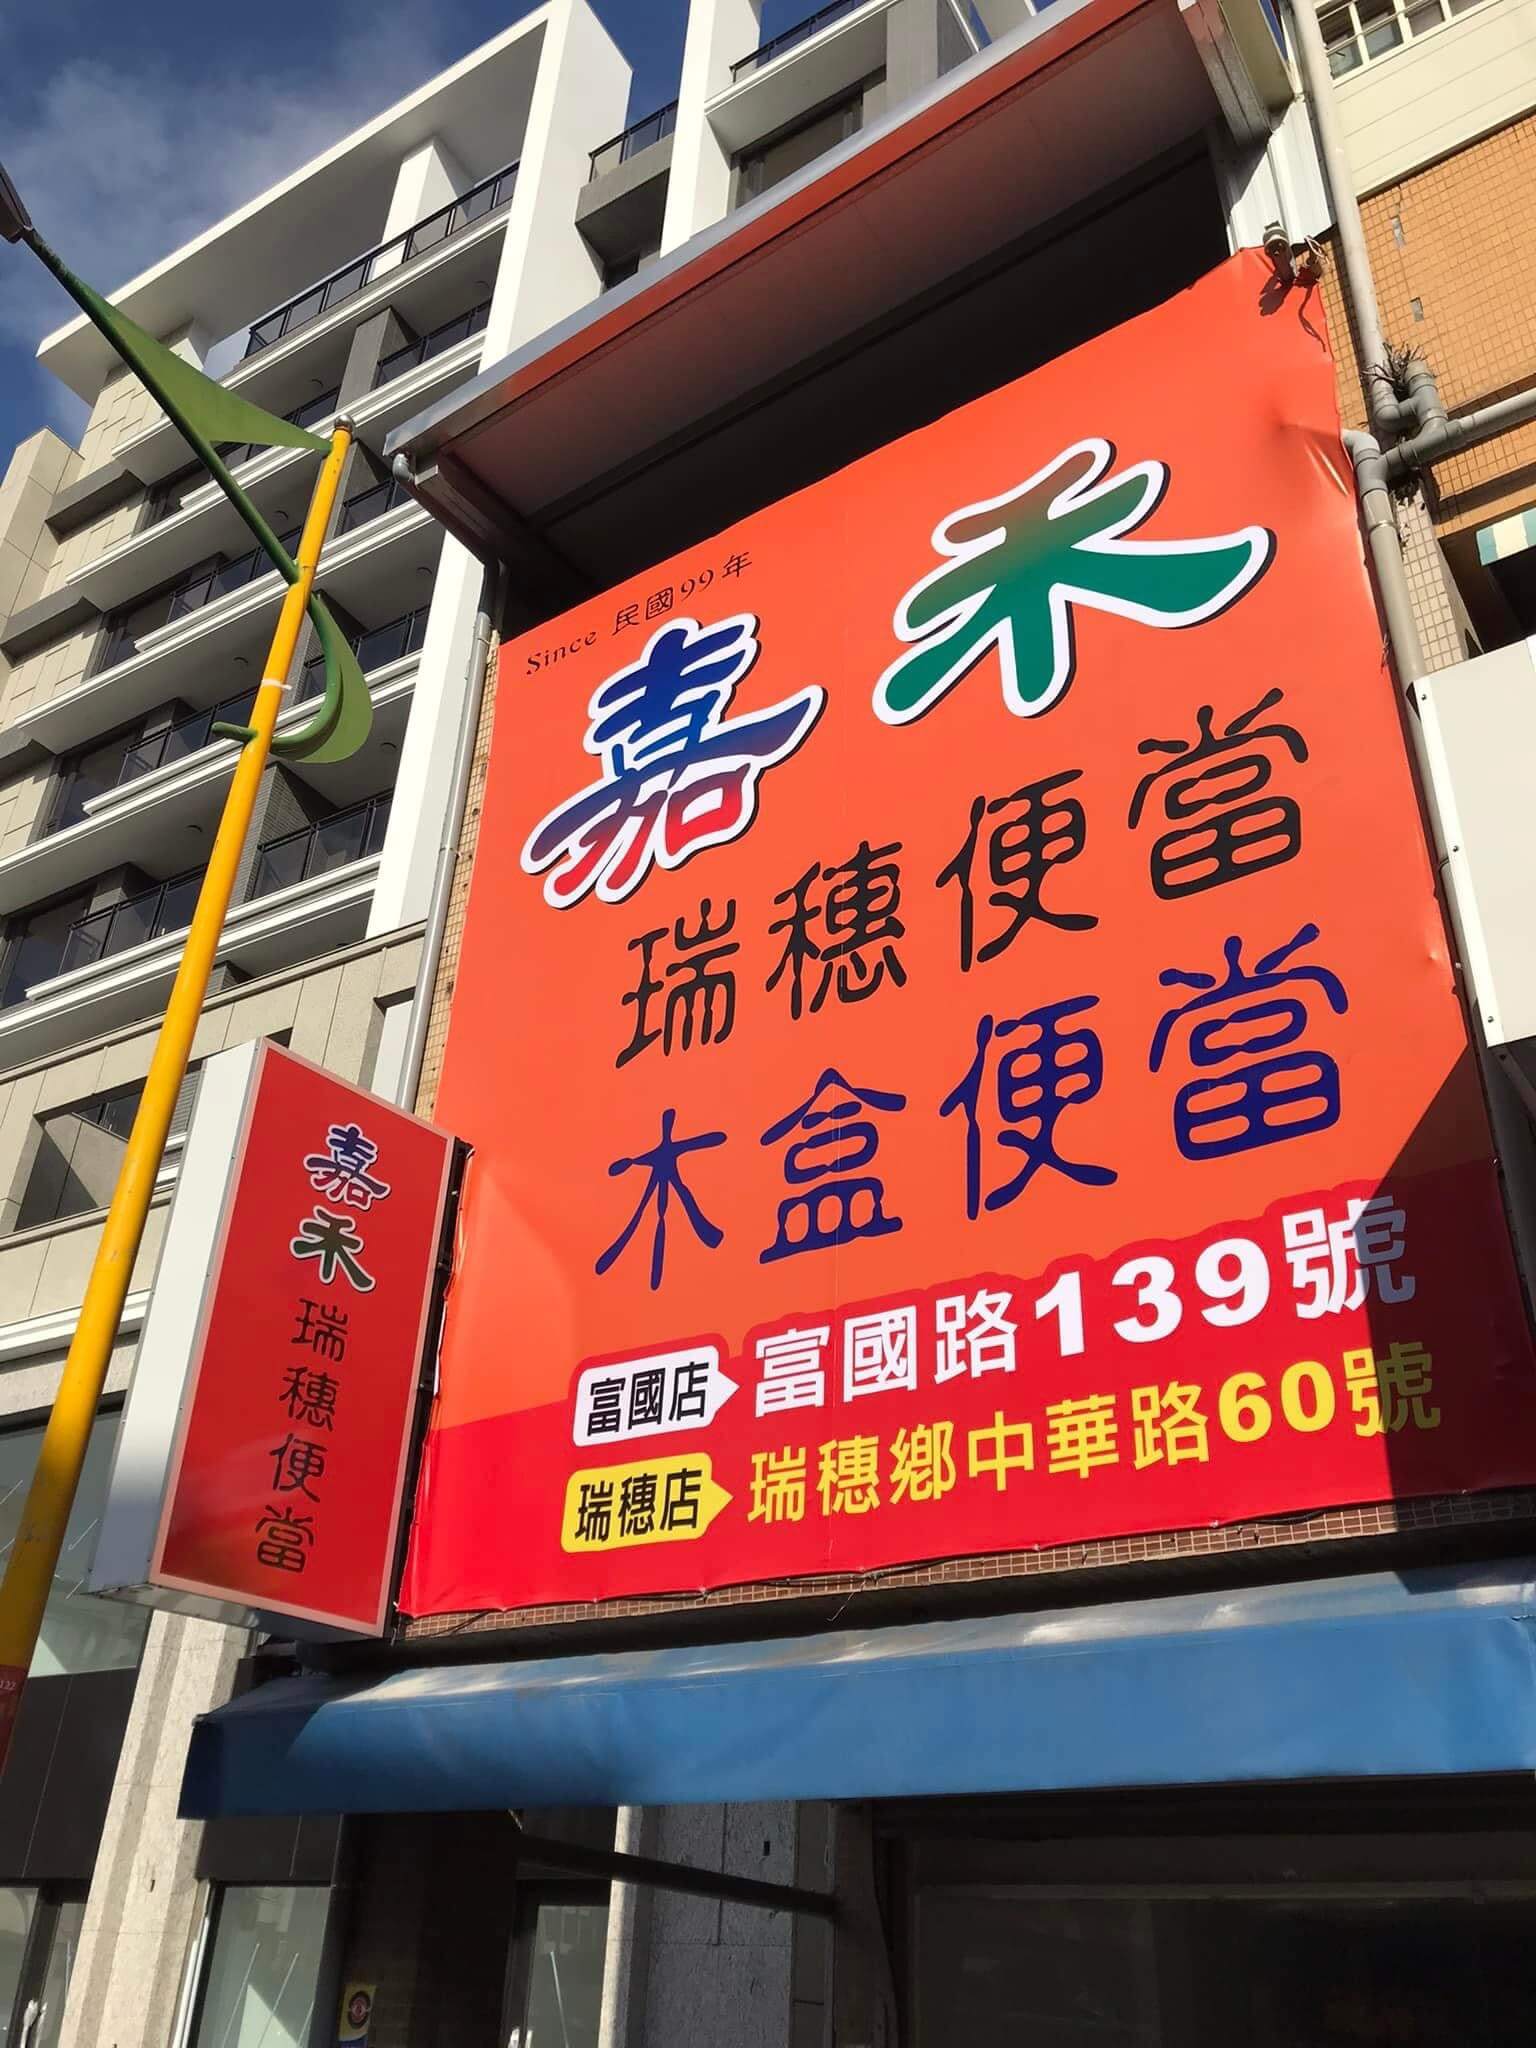 Since 民國99年
嘉禾
瑞穗便當
木盒便當
富國店 富國路139號
瑞穗店 瑞穗鄉中華路60號
嘉禾瑞穗便當